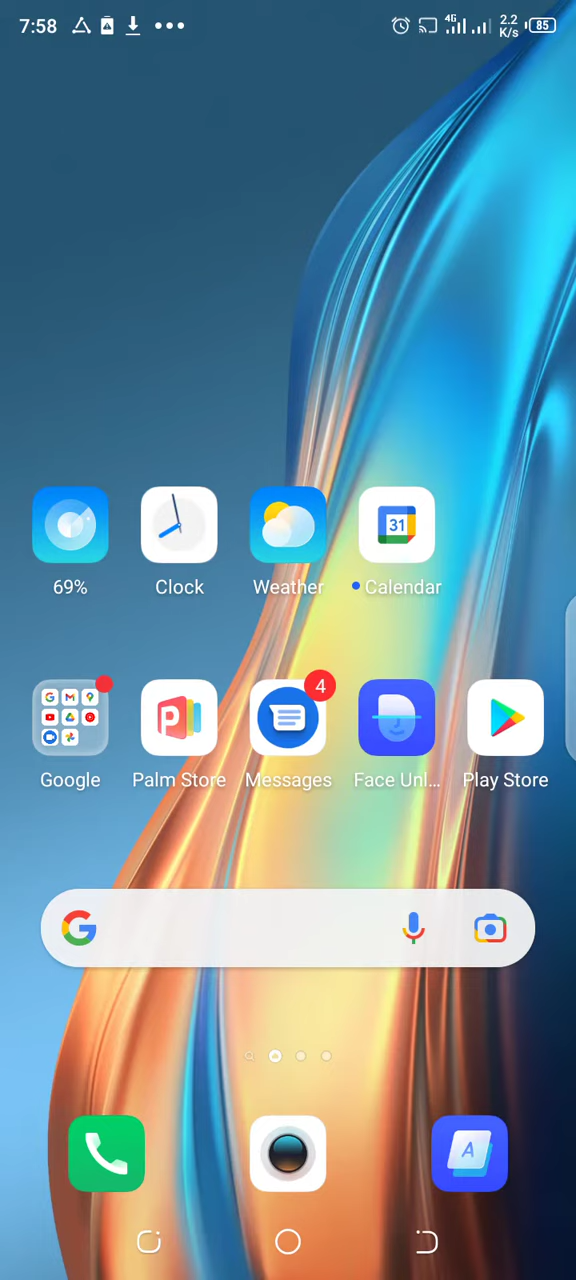 7:58 4G 2.2 K/s 85
31
69% Clock Weather Calendar
4
Google Palm Store Messages Face Unl... Play Store
G
A